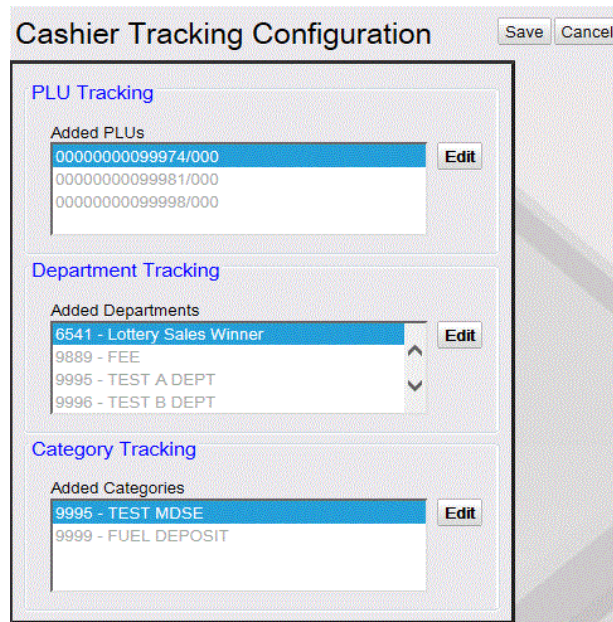 Cashier Tracking Configuration
Save
Cancel
PLU Tracking
Added PLUs
00000000099974/000
Edit
00000000099981/000
00000000099998/000
Department Tracking
Added Departments
6541 - Lottery Sales Winner
Edit
9889 - FEE
9995 - TEST A DEPT
9996 - TEST B DEPT
Category Tracking
Added Categories
9995 - TEST MDSE
Edit
9999 - FUEL DEPOSIT